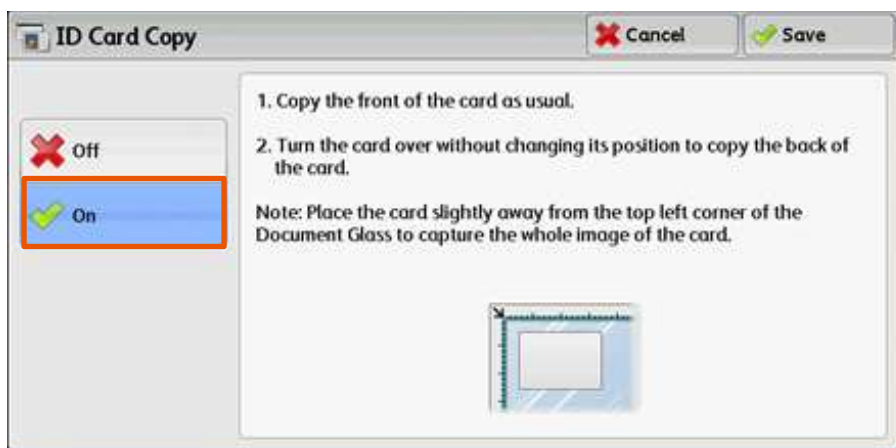 ID Card Copy
Cancel
Save
Off
On
1. Copy the front of the card as usual.
2. Turn the card over without changing its position to copy the back of
the card.
Note: Place the card slightly away from the top left corner of the
Document Glass to capture the whole image of the card.